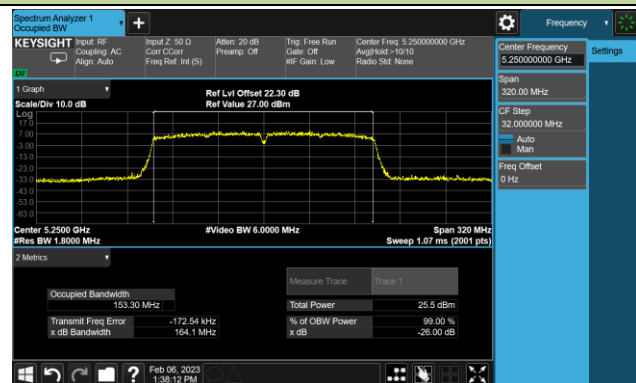 Spectrum Analyzer 1
Occupied BW
+
Frequency
KEYSIGHT
Input: RF
Coupling: AC
Align: Auto
Input Z: 50 Ω
Corr CCorr
Freq Ref: Int (S)
Atten: 20 dB
Preamp: Off
Trig: Free Run
Gate: Off
#IF Gain: Low
Center Freq: 5.250000000 GHz
Avg|Hold:>10/10
Radio Std: None
Center Frequency
5.250000000 GHz
Settings
Span
320.00 MHz
CF Step
32.000000 MHz
Auto
Man
Freq Offset
0 Hz
1 Graph
Scale/Div 10.0 dB
Ref Lvl Offset 22.30 dB
Ref Value 27.00 dBm
Log
17.0
7.00
-3.00
-13.0
-23.0
-33.0
-43.0
-53.0
-63.0
Center 5.2500 GHz
#Video BW 6.0000 MHz
Span 320 MHz
#Res BW 1.8000 MHz
Sweep 1.07 ms (2001 pts)
2 Metrics
Measure Trace
Trace 1
Occupied Bandwidth
153.30 MHz
Total Power
25.5 dBm
Transmit Freq Error
-172.54 kHz
% of OBW Power
99.00 %
x dB Bandwidth
164.1 MHz
x dB
-26.00 dB
?
Feb 06, 2023
1:38:12 PM